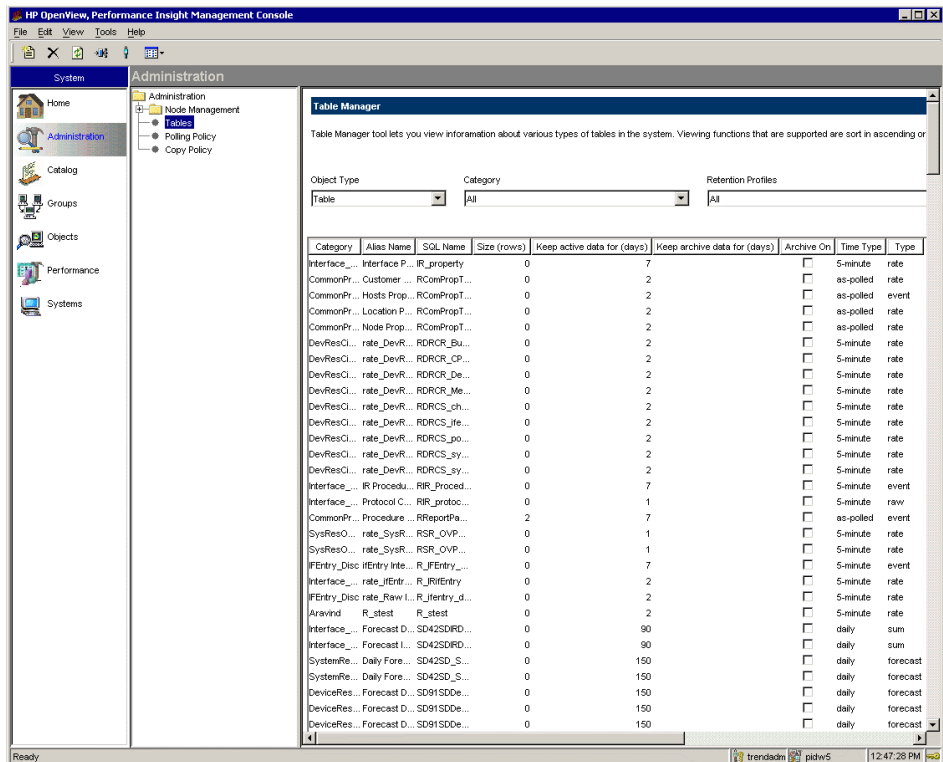 HP OpenView, Performance Insight Management Console
File Edit View Tools Help
System
Home
Administration
Catalog
Groups
Objects
Performance
Systems
Administration
Administration
Node Management
Tables
Polling Policy
Copy Policy
Table Manager
Table Manager tool lets you view inforamation about various types of tables in the system. Viewing functions that are supported are sort in ascending or
Object Type Category Retention Profiles
Table All All
Category Alias Name SQL Name Size (rows) Keep active data for (days) Keep archive data for (days) Archive On Time Type Type
Interface_... Interface P... IR_property 0 7 5-minute rate
CommonPr... Customer ... RComPropT... 0 2 as-polled rate
CommonPr... Hosts Prop... RComPropT... 0 2 as-polled event
CommonPr... Location P... RComPropT... 0 2 as-polled rate
CommonPr... Node Prop... RComPropT... 0 2 as-polled rate
DevResCi... rate_DevR... RDRCR_Bu... 0 2 5-minute rate
DevResCi... rate_DevR... RDRCR_CP... 0 2 5-minute rate
DevResCi... rate_DevR... RDRCR_De... 0 2 5-minute rate
DevResCi... rate_DevR... RDRCR_Me... 0 2 5-minute rate
DevResCi... rate_DevR... RDRCS_ch... 0 2 5-minute rate
DevResCi... rate_DevR... RDRCS_ife... 0 2 5-minute rate
DevResCi... rate_DevR... RDRCS_po... 0 2 5-minute rate
DevResCi... rate_DevR... RDRCS_sy... 0 2 5-minute rate
DevResCi... rate_DevR... RDRCS_sy... 0 2 5-minute rate
Interface_... IR Procedu... RIR_Proced... 0 7 5-minute event
Interface_... Protocol C... RIR_protoc... 0 1 5-minute raw
CommonPr... Procedure ... RReportPa... 2 7 as-polled event
SysResO... rate_SysR... RSR_OVP... 0 1 5-minute rate
SysResO... rate_SysR... RSR_OVP... 0 1 5-minute rate
IFEntry_Disc ifEntry Inte... R_IFEntry_... 0 7 5-minute event
Interface_... rate_ifEntr... R_IRifEntry 0 2 5-minute rate
IFEntry_Disc rate_Raw I... R_ifentry_d... 0 2 5-minute rate
Aravind R_stest R_stest 0 2 5-minute rate
Interface_... Forecast D... SD42SDIRD... 0 90 daily sum
Interface_... Forecast I... SD42SDIRD... 0 90 daily sum
SystemRe... Daily Fore... SD42SD_S... 0 150 daily forecast
SystemRe... Daily Fore... SD42SD_S... 0 150 daily forecast
DeviceRes... Forecast D... SD91SDDe... 0 150 daily forecast
DeviceRes... Forecast D... SD91SDDe... 0 150 daily forecast
DeviceRes... Forecast D... SD91SDDe... 0 150 daily forecast
Ready trendadm pidw5 12:47:28 PM